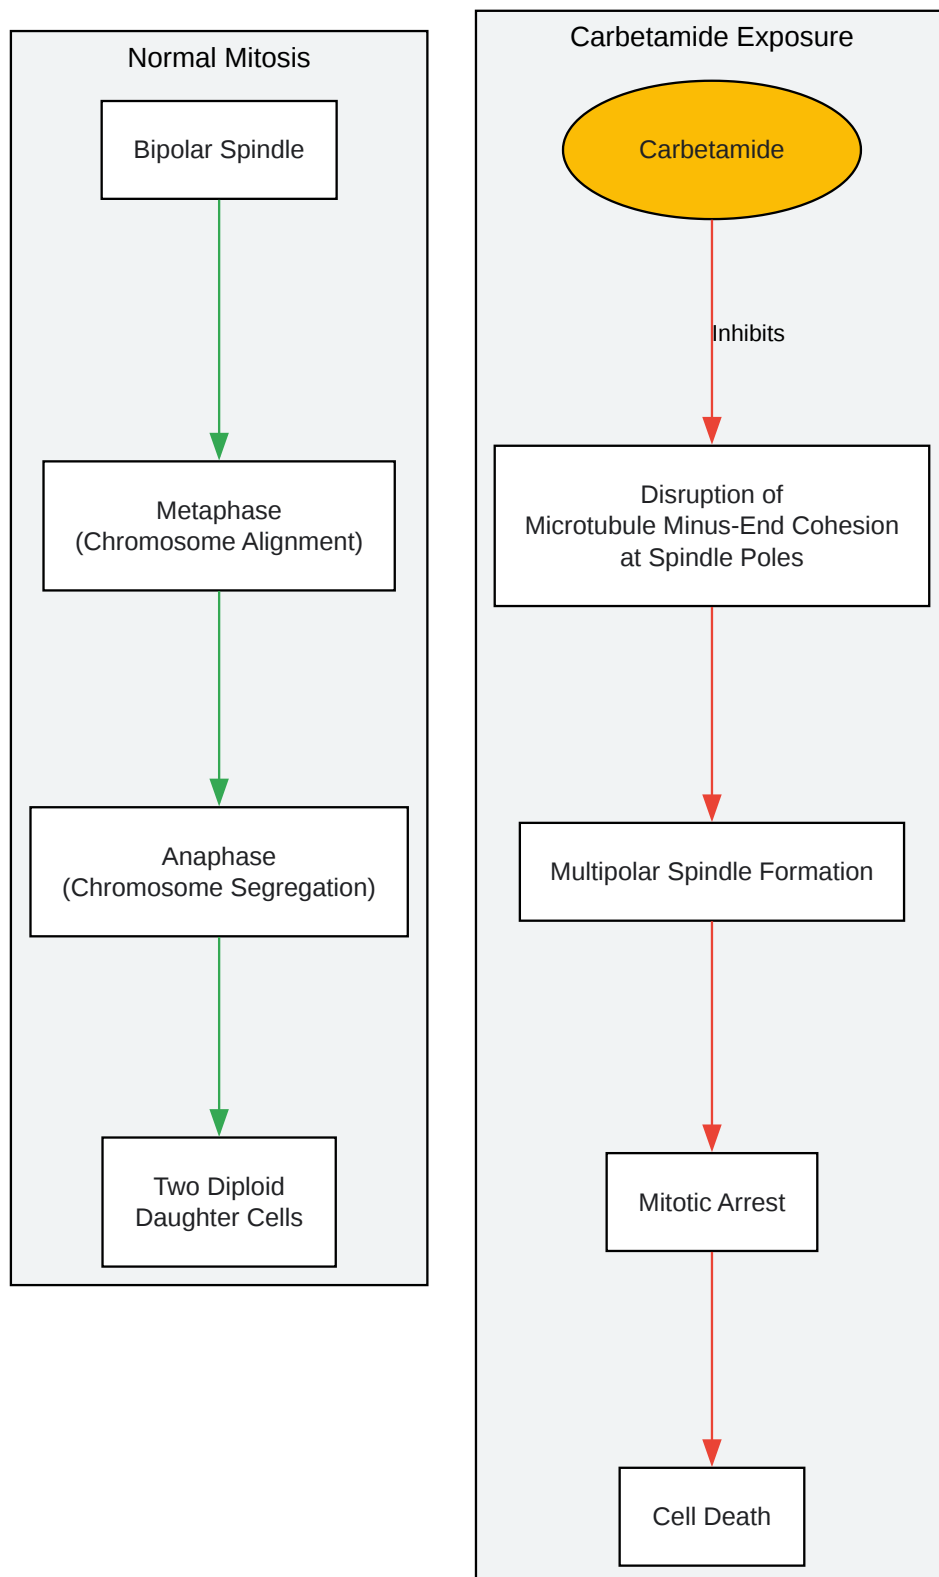 Normal Mitosis
Bipolar Spindle
Metaphase
(Chromosome Alignment)
Anaphase
(Chromosome Segregation)
Two Diploid
Daughter Cells
Carbetamide Exposure
Carbetamide
Inhibits
Disruption of
Microtubule Minus-End Cohesion
at Spindle Poles
Multipolar Spindle Formation
Mitotic Arrest
Cell Death